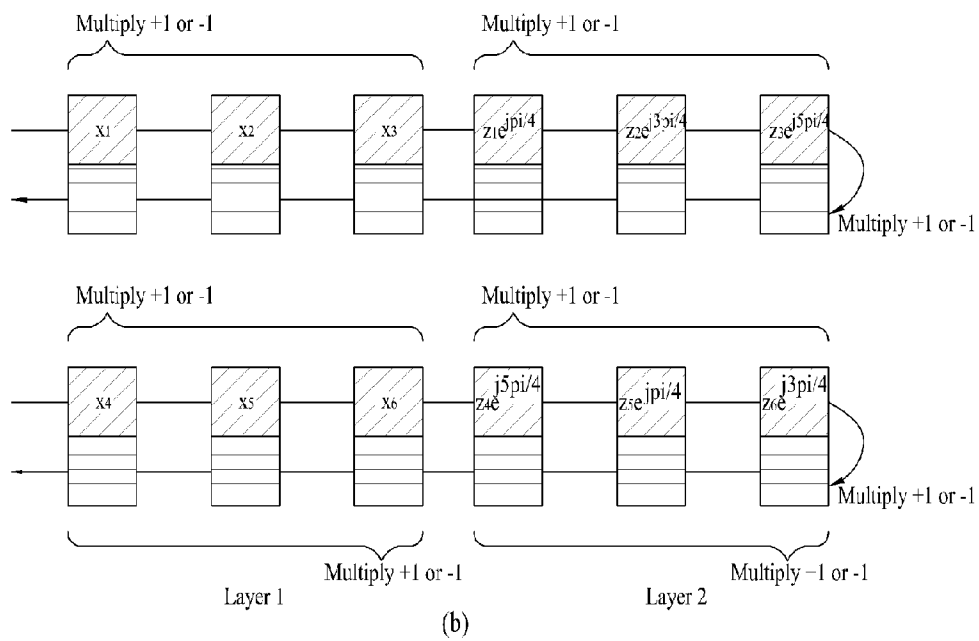 Multiply +1 or -1 Multiply +1 or -1
x1 x2 x3 z1e^jpi/4 z2e^j3pi/4 z3e^j5pi/4
Multiply +1 or -1
Multiply +1 or -1 Multiply +1 or -1
x4 x5 x6 z4e^j5pi/4 z5e^jpi/4 z6e^j3pi/4
Multiply +1 or -1
Multiply +1 or -1 Multiply −1 or -1
Layer 1 Layer 2
(b)